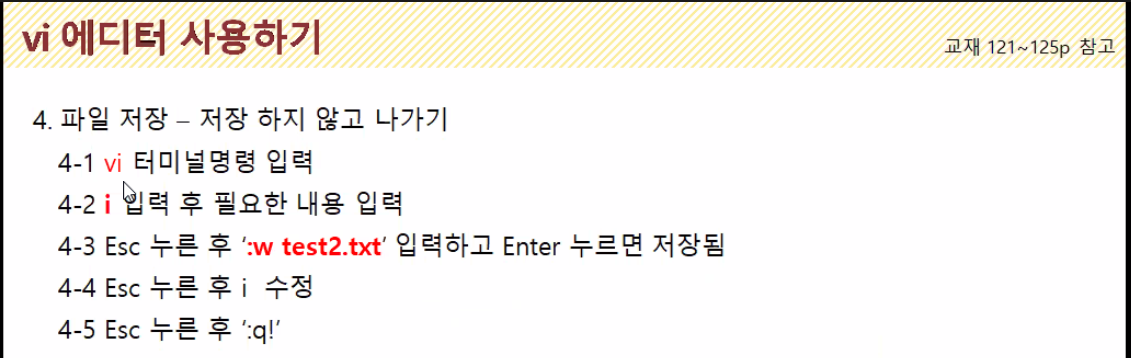 vi 에디터 사용하기
교재 121~125p 참고
4. 파일 저장 – 저장 하지 않고 나가기
4-1 vi 터미널명령 입력
4-2 i 입력 후 필요한 내용 입력
4-3 Esc 누른 후 ‘:w test2.txt’ 입력하고 Enter 누르면 저장됨
4-4 Esc 누른 후 i 수정
4-5 Esc 누른 후 ‘:q!’